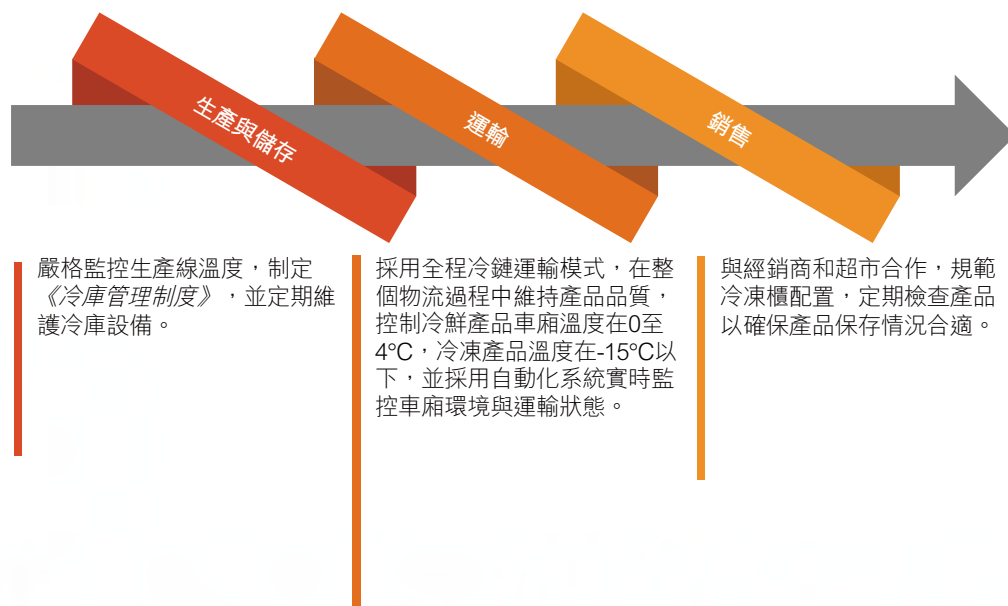 生產與儲存
運輸
銷售
嚴格監控生產線溫度，制定
《冷庫管理制度》，並定期維
護冷庫設備。
採用全程冷鏈運輸模式，在整
個物流過程中維持產品品質，
控制冷鮮產品車廂溫度在0至
4°C，冷凍產品溫度在-15°C以
下，並採用自動化系統實時監
控車廂環境與運輸狀態。
與經銷商和超市合作，規範
冷凍櫃配置，定期檢查產品
以確保產品保存情況合適。